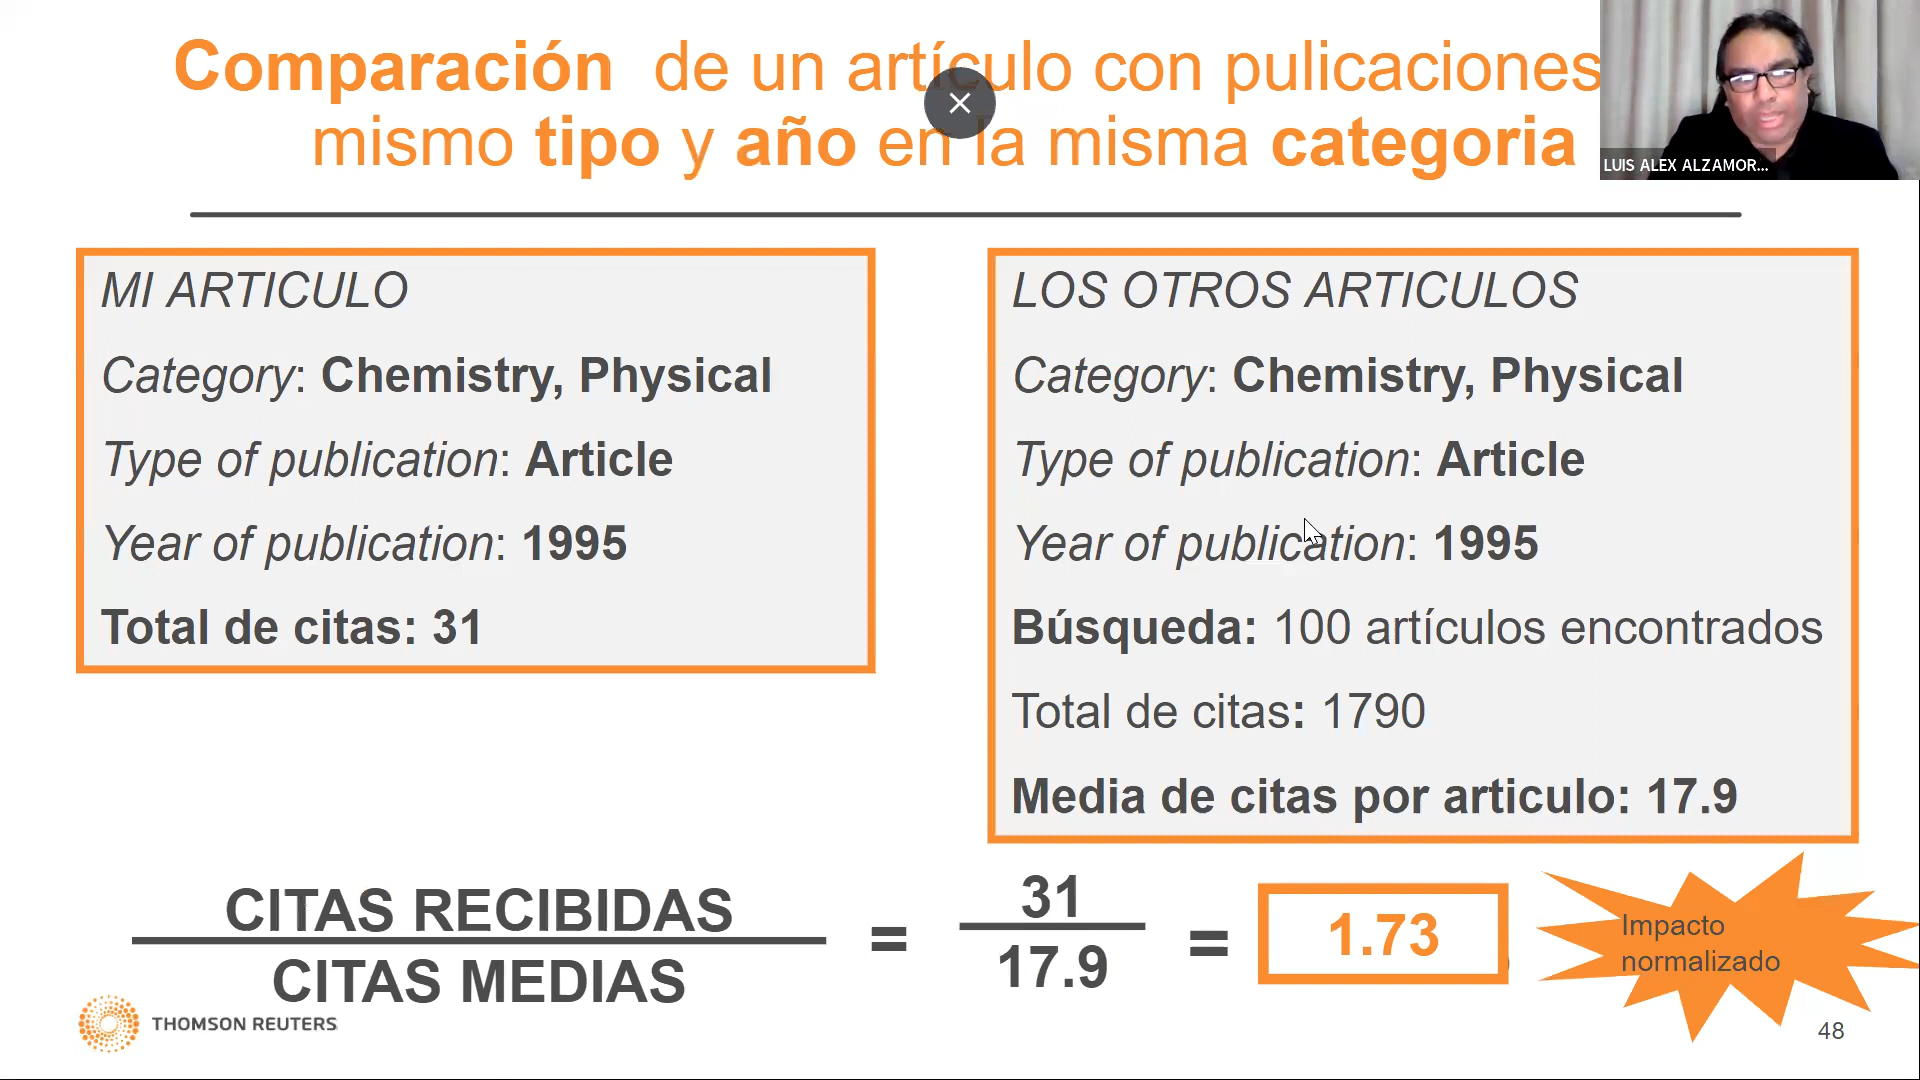 Comparación de un artículo con pulicaciones
mismo tipo y año en la misma categoria
LUIS ALEX ALZAMOR...
MI ARTICULO
Category: Chemistry, Physical
Type of publication: Article
Year of publication: 1995
Total de citas: 31
LOS OTROS ARTICULOS
Category: Chemistry, Physical
Type of publication: Article
Year of publication: 1995
Búsqueda: 100 artículos encontrados
Total de citas: 1790
Media de citas por articulo: 17.9
CITAS RECIBIDAS
CITAS MEDIAS
=
31
17.9
=
1.73
Impacto
normalizado
THOMSON REUTERS
48